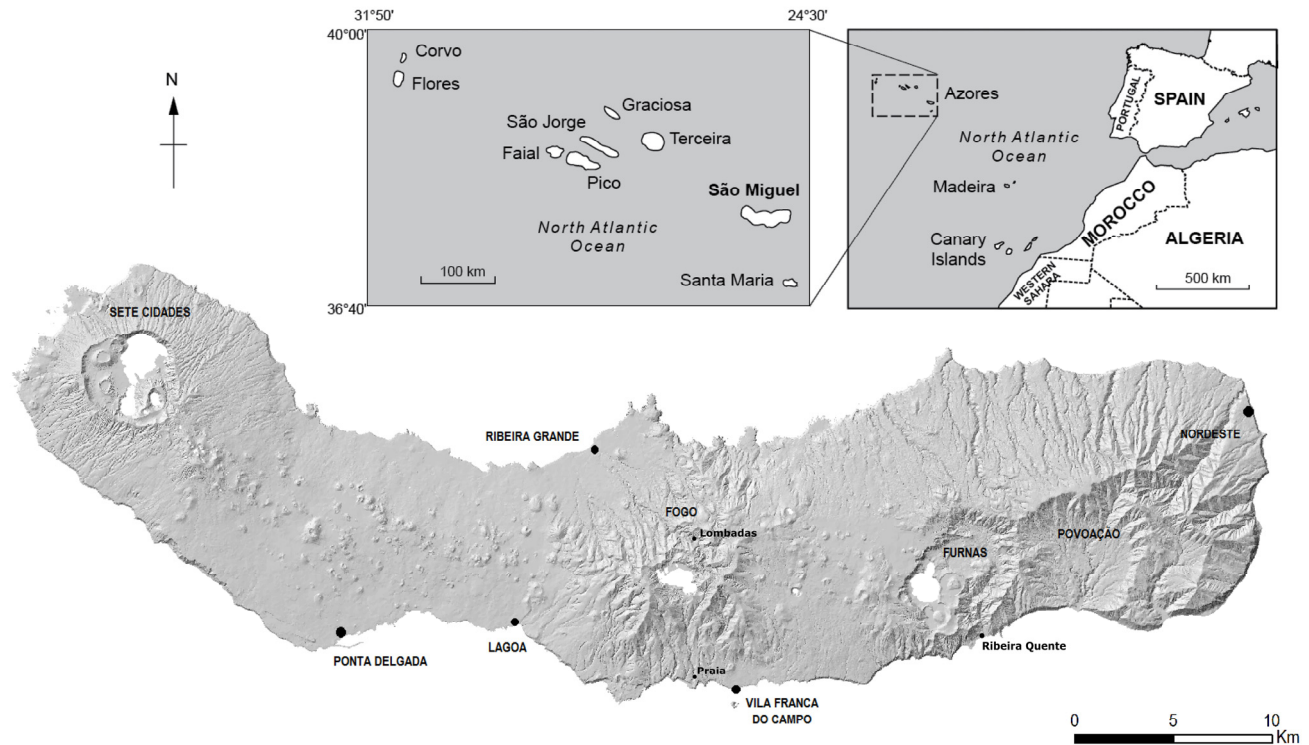 31°50'
24°30'
40°00'
36°40'
N
Corvo
Flores
Graciosa
São Jorge
Terceira
Faial
Pico
São Miguel
North Atlantic
Ocean
100 km
Santa Maria
Azores
PORTUGAL
SPAIN
North Atlantic
Ocean
Madeira
MOROCCO
Canary
Islands
ALGERIA
WESTERN
SAHARA
500 km
SETE CIDADES
RIBEIRA GRANDE
NORDESTE
FOGO
Lombadas
POVOAÇÃO
FURNAS
Ribeira Quente
LAGOA
PONTA DELGADA
Praia
VILA FRANCA
DO CAMPO
0 5 10
Km